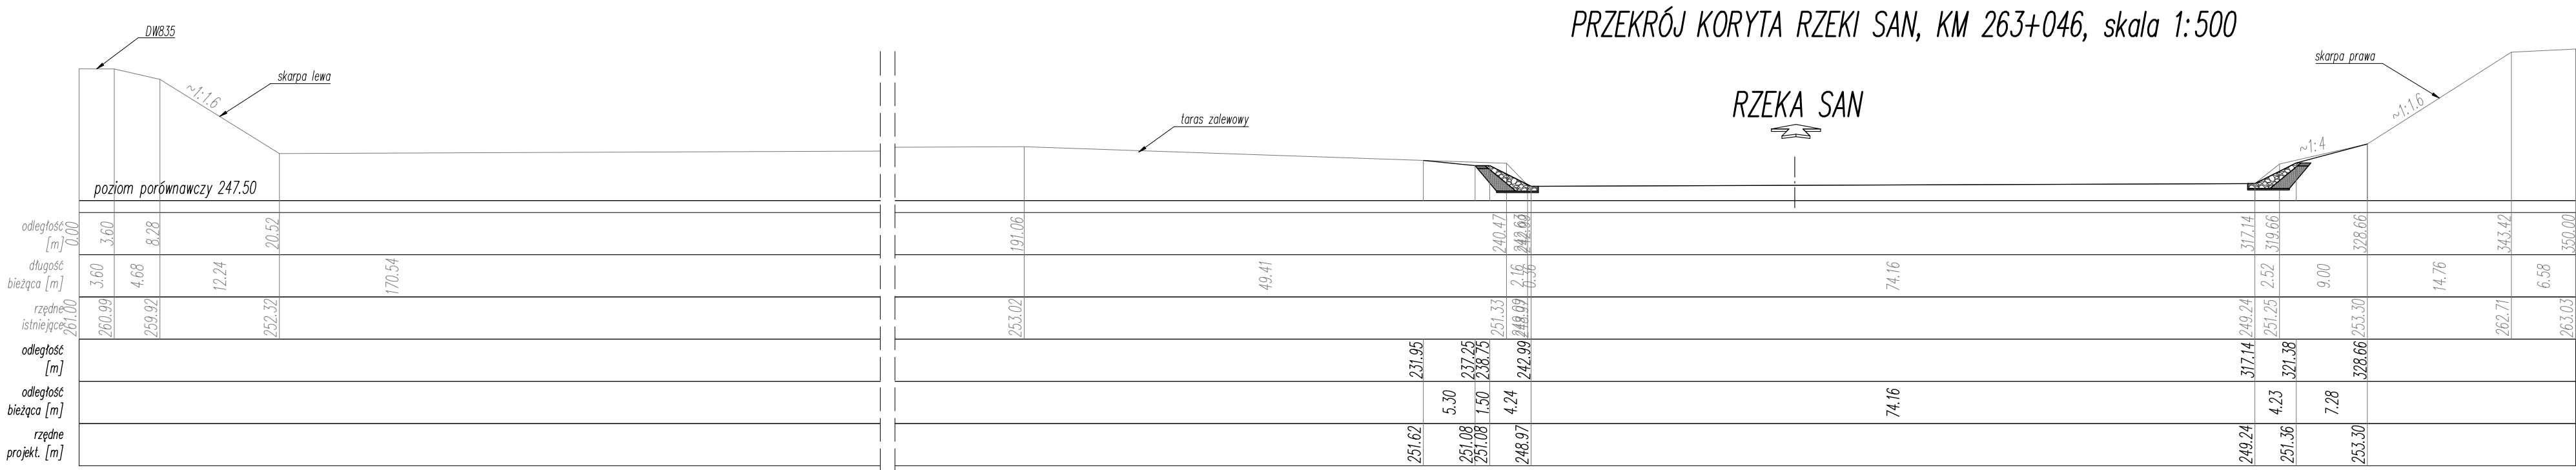 PRZEKRÓJ KORYTA RZEKI SAN, KM 263+046, skala 1:500
DW835
skarpa lewa
~1:1.6
taras zalewowy
RZEKA SAN
skarpa prawa
~1:1.6
~1:4
poziom porównawczy 247.50
odległość
[m]
0.00 3.60 8.28 20.52 191.06 240.47 242.63 242.99 317.14 319.66 328.66 343.42 350.00
długość
bieżąca [m]
3.60 4.68 12.24 170.54 49.41 2.16 0.36 74.16 2.52 9.00 14.76 6.58
rzędne
istniejące
261.00 260.99 259.92 252.32 253.02 251.33 248.97 249.24 251.25 253.30 262.71 263.03
odległość
[m]
231.95 237.25 238.75 242.99 317.14 321.38 328.66
odległość
bieżąca [m]
5.30 1.50 4.24 74.16 4.23 7.28
rzędne
projekt. [m]
251.62 251.08 251.08 248.97 249.24 251.36 253.30